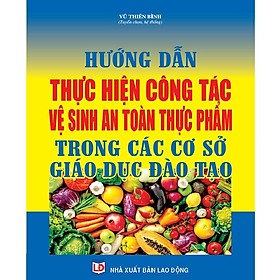 VŨ THIÊN BÌNH
(Tuyển chọn, hệ thống)
HƯỚNG DẪN
THỰC HIỆN CÔNG TÁC
VỆ SINH AN TOÀN THỰC PHẨM
TRONG CÁC CƠ SỞ
GIÁO DỤC ĐÀO TẠO
LĐ
NHÀ XUẤT BẢN LAO ĐỘNG